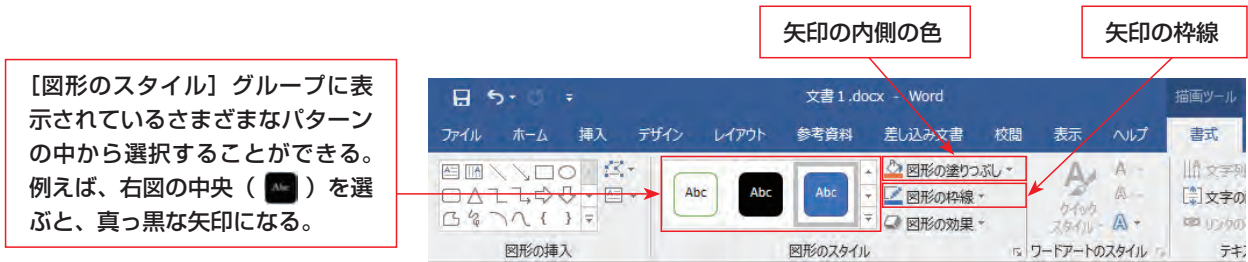 矢印の内側の色
矢印の枠線
[図形のスタイル]グループに表
示されているさまざまなパターン
の中から選択することができる。
例えば、右図の中央( Abc )を選
ぶと、真っ黒な矢印になる。
文書1.docx - Word
描画ツール
ファイル ホーム 挿入 デザイン レイアウト 参考資料 差し込み文書 校閲 表示 ヘルプ 書式
Abc Abc Abc
図形の塗りつぶし
図形の枠線
図形の効果
クイック
スタイル
文字列
文字の
リンクの
図形の挿入 図形のスタイル ワードアートのスタイル テキ